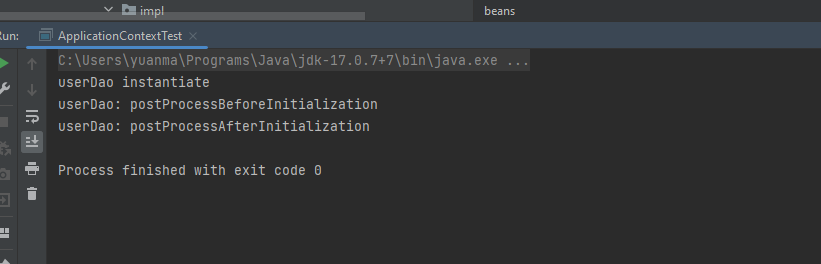 impl
beans
Run:
ApplicationContextTest
C:\Users\yuanma\Programs\Java\jdk-17.0.7+7\bin\java.exe ...
userDao instantiate
userDao: postProcessBeforeInitialization
userDao: postProcessAfterInitialization
Process finished with exit code 0